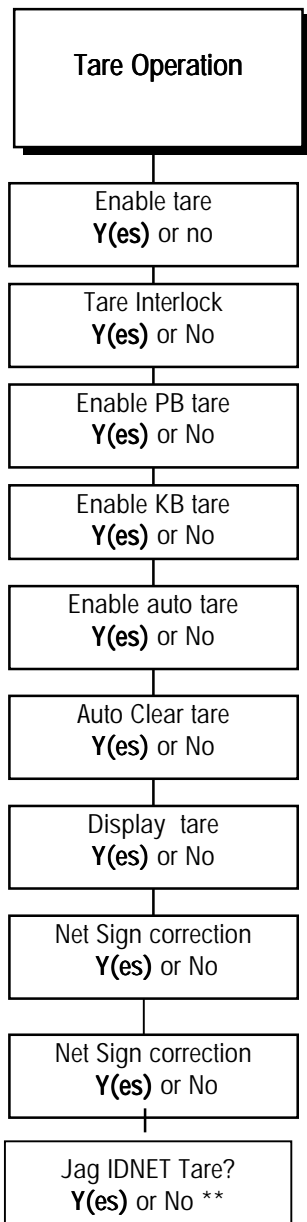 Tare Operation
Enable tare
Y(es) or no
Tare Interlock
Y(es) or No
Enable PB tare
Y(es) or No
Enable KB tare
Y(es) or No
Enable auto tare
Y(es) or No
Auto Clear tare
Y(es) or No
Display tare
Y(es) or No
Net Sign correction
Y(es) or No
Net Sign correction
Y(es) or No
Jag IDNET Tare?
Y(es) or No **